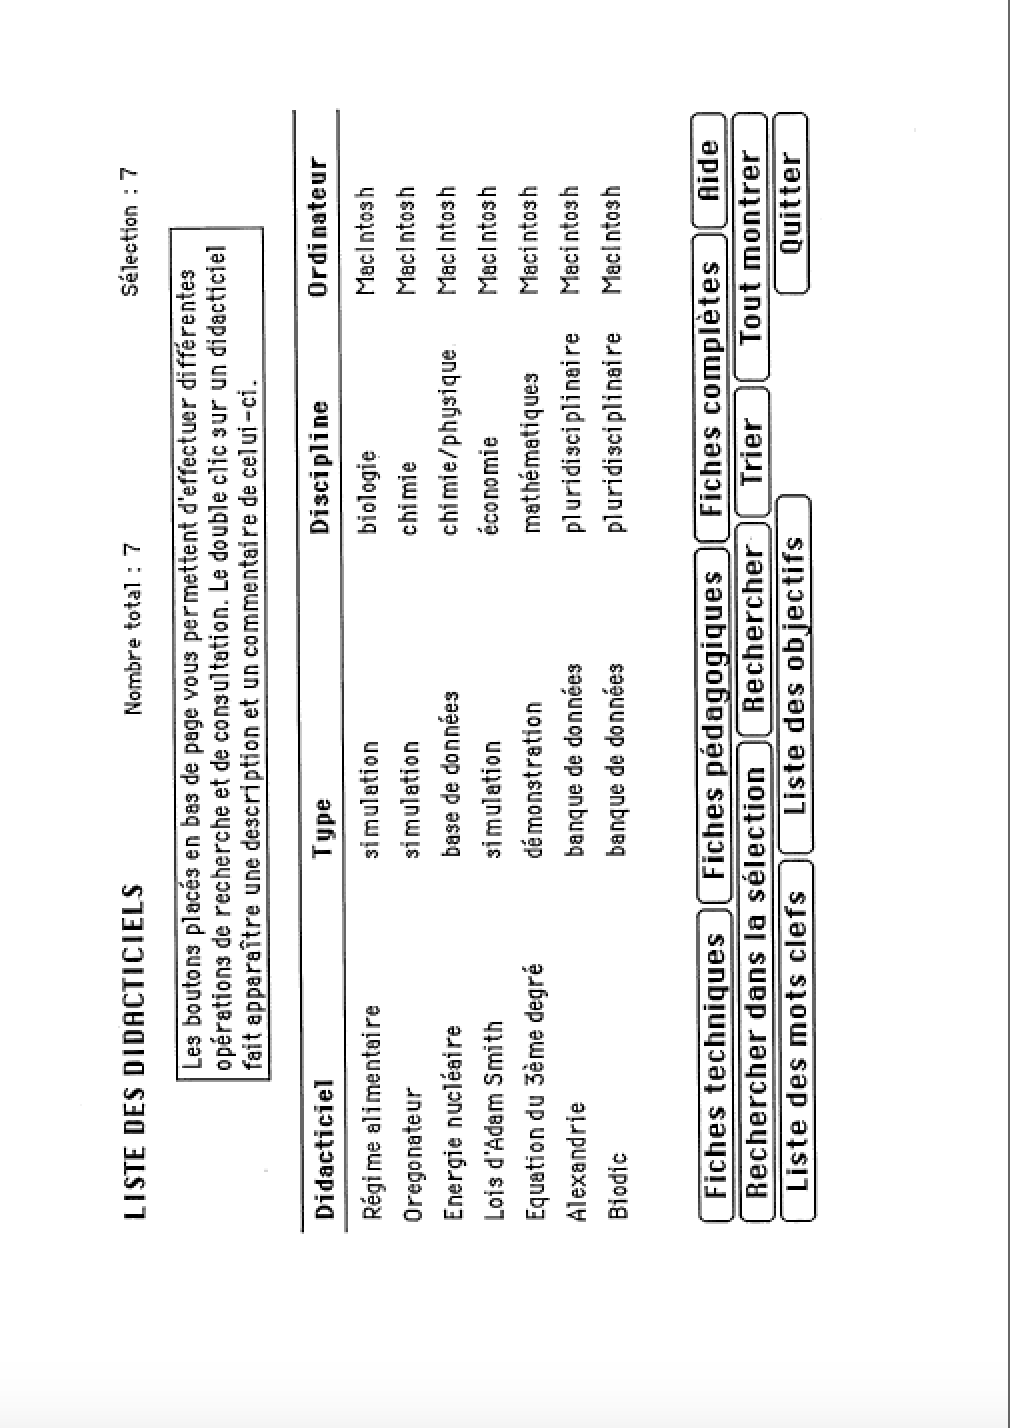 LISTE DES DIDACTICIELS Nombre total : 7 Sélection : 7
Les boutons placés en bas de page vous permettent d'effectuer différentes
opérations de recherche et de consultation. Le double clic sur un didacticiel
fait apparaître une description et un commentaire de celui-ci.
Didacticiel Type Discipline Ordinateur
Régime alimentaire simulation biologie MacIntosh
Oregonateur simulation chimie MacIntosh
Energie nucléaire base de données chimie/physique MacIntosh
Lois d'Adam Smith simulation économie MacIntosh
Equation du 3ème degré démonstration mathématiques MacIntosh
Alexandrie banque de données pluridisciplinaire MacIntosh
Biodic banque de données pluridisciplinaire MacIntosh
Fiches techniques Fiches pédagogiques Fiches complètes Aide
Rechercher dans la sélection Rechercher Trier Tout montrer
Liste des mots clefs Liste des objectifs Quitter